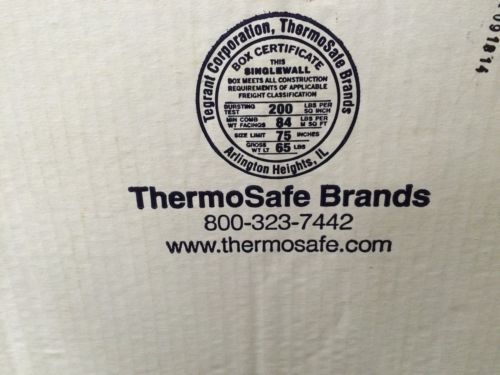 Tegrant Corporation, ThermoSafe Brands
BOX CERTIFICATE
THIS
SINGLEWALL
BOX MEETS ALL CONSTRUCTION
REQUIREMENTS OF APPLICABLE
FREIGHT CLASSIFICATION
BURSTING TEST 200 LBS PER SQ INCH
MIN COMB WT FACINGS 84 LBS PER M SQ FT
SIZE LIMIT 75 INCHES
GROSS WT LT 65 LBS
Arlington Heights, IL
ThermoSafe Brands
800-323-7442
www.thermosafe.com